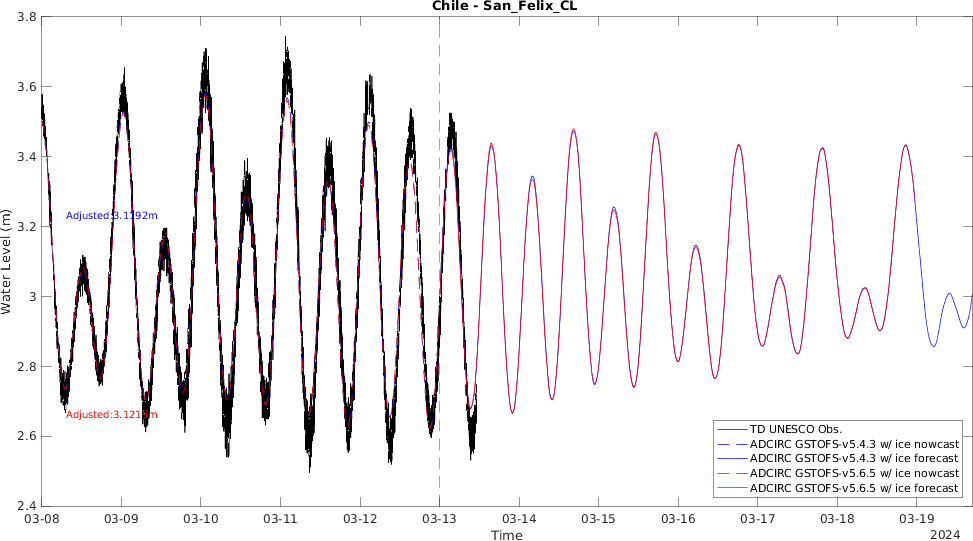 Chile - San_Felix_CL
3.8
3.6
3.4
3.2
3
2.8
2.6
2.4
Water Level (m)
Adjusted:3.1192m
Adjusted:3.1213m
TD UNESCO Obs.
ADCIRC GSTOFS-v5.4.3 w/ ice nowcast
ADCIRC GSTOFS-v5.4.3 w/ ice forecast
ADCIRC GSTOFS-v5.6.5 w/ ice nowcast
ADCIRC GSTOFS-v5.6.5 w/ ice forecast
03-08 03-09 03-10 03-11 03-12 03-13 03-14 03-15 03-16 03-17 03-18 03-19
Time
2024